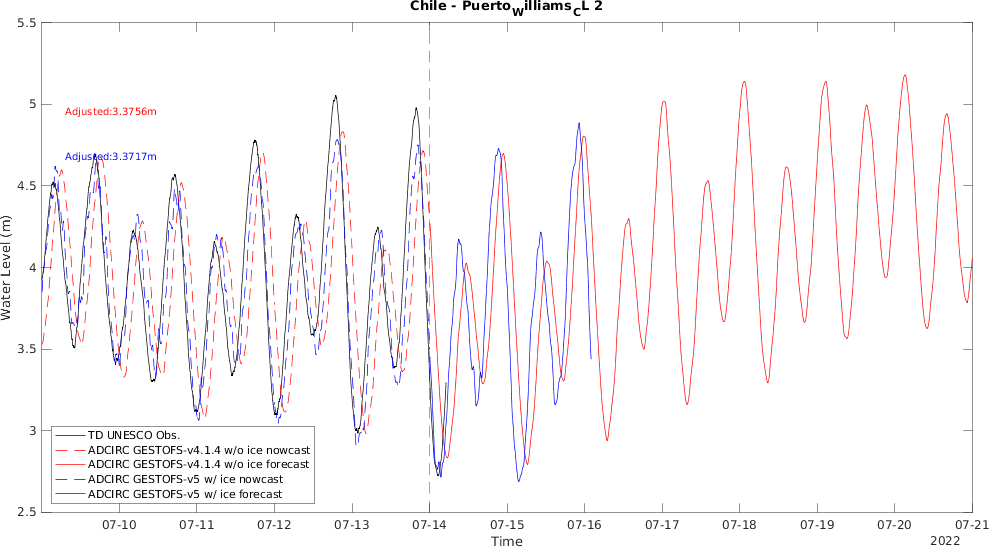 Chile - PuertoWilliamsCL 2
5.5
5
4.5
4
3.5
3
2.5
Water Level (m)
Adjusted:3.3756m
Adjusted:3.3717m
TD UNESCO Obs.
ADCIRC GESTOFS-v4.1.4 w/o ice nowcast
ADCIRC GESTOFS-v4.1.4 w/o ice forecast
ADCIRC GESTOFS-v5 w/ ice nowcast
ADCIRC GESTOFS-v5 w/ ice forecast
07-10 07-11 07-12 07-13 07-14 07-15 07-16 07-17 07-18 07-19 07-20 07-21
Time
2022